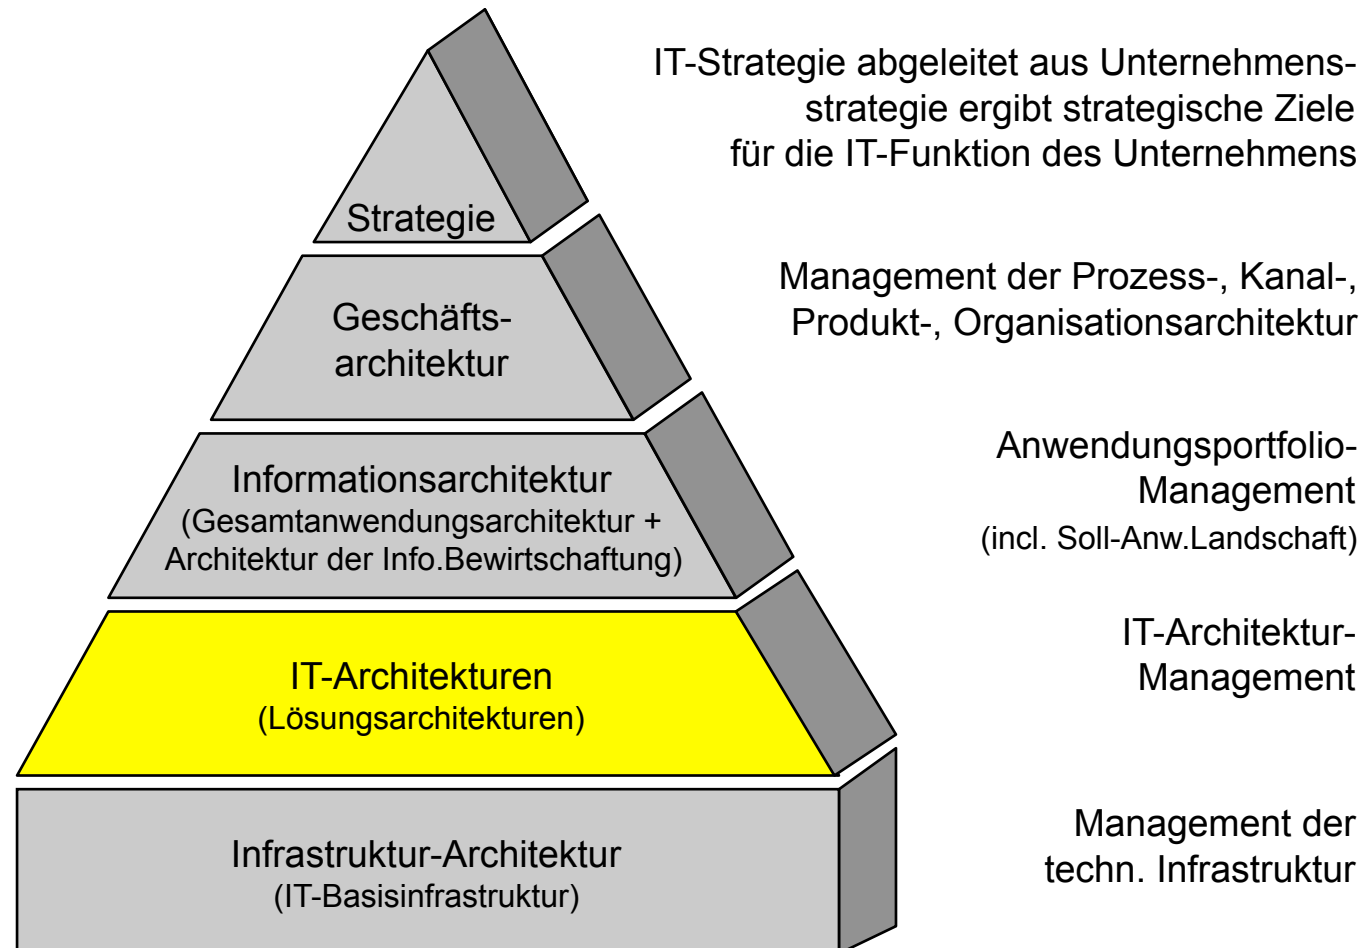 IT-Strategie abgeleitet aus Unternehmens-
strategie ergibt strategische Ziele
für die IT-Funktion des Unternehmens
Strategie
Management der Prozess-, Kanal-,
Produkt-, Organisationsarchitektur
Geschäfts-
architektur
Anwendungsportfolio-
Management
(incl. Soll-Anw.Landschaft)
Informationsarchitektur
(Gesamtanwendungsarchitektur +
Architektur der Info.Bewirtschaftung)
IT-Architektur-
Management
IT-Architekturen
(Lösungsarchitekturen)
Management der
techn. Infrastruktur
Infrastruktur-Architektur
(IT-Basisinfrastruktur)